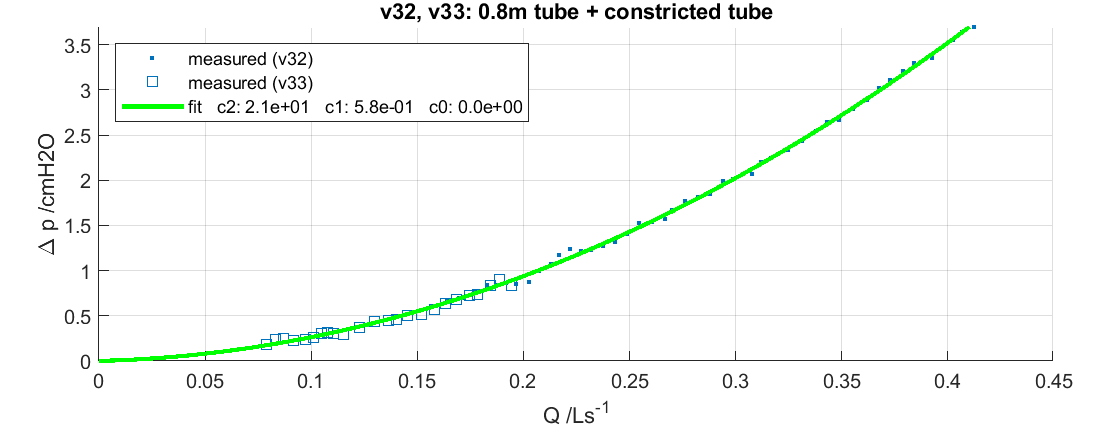 v32, v33: 0.8m tube + constricted tube
measured (v32)
measured (v33)
fit c2: 2.1e+01 c1: 5.8e-01 c0: 0.0e+00
Δ p /cmH2O
3.5
3
2.5
2
1.5
1
0.5
0
0 0.05 0.1 0.15 0.2 0.25 0.3 0.35 0.4 0.45
Q /Ls⁻¹